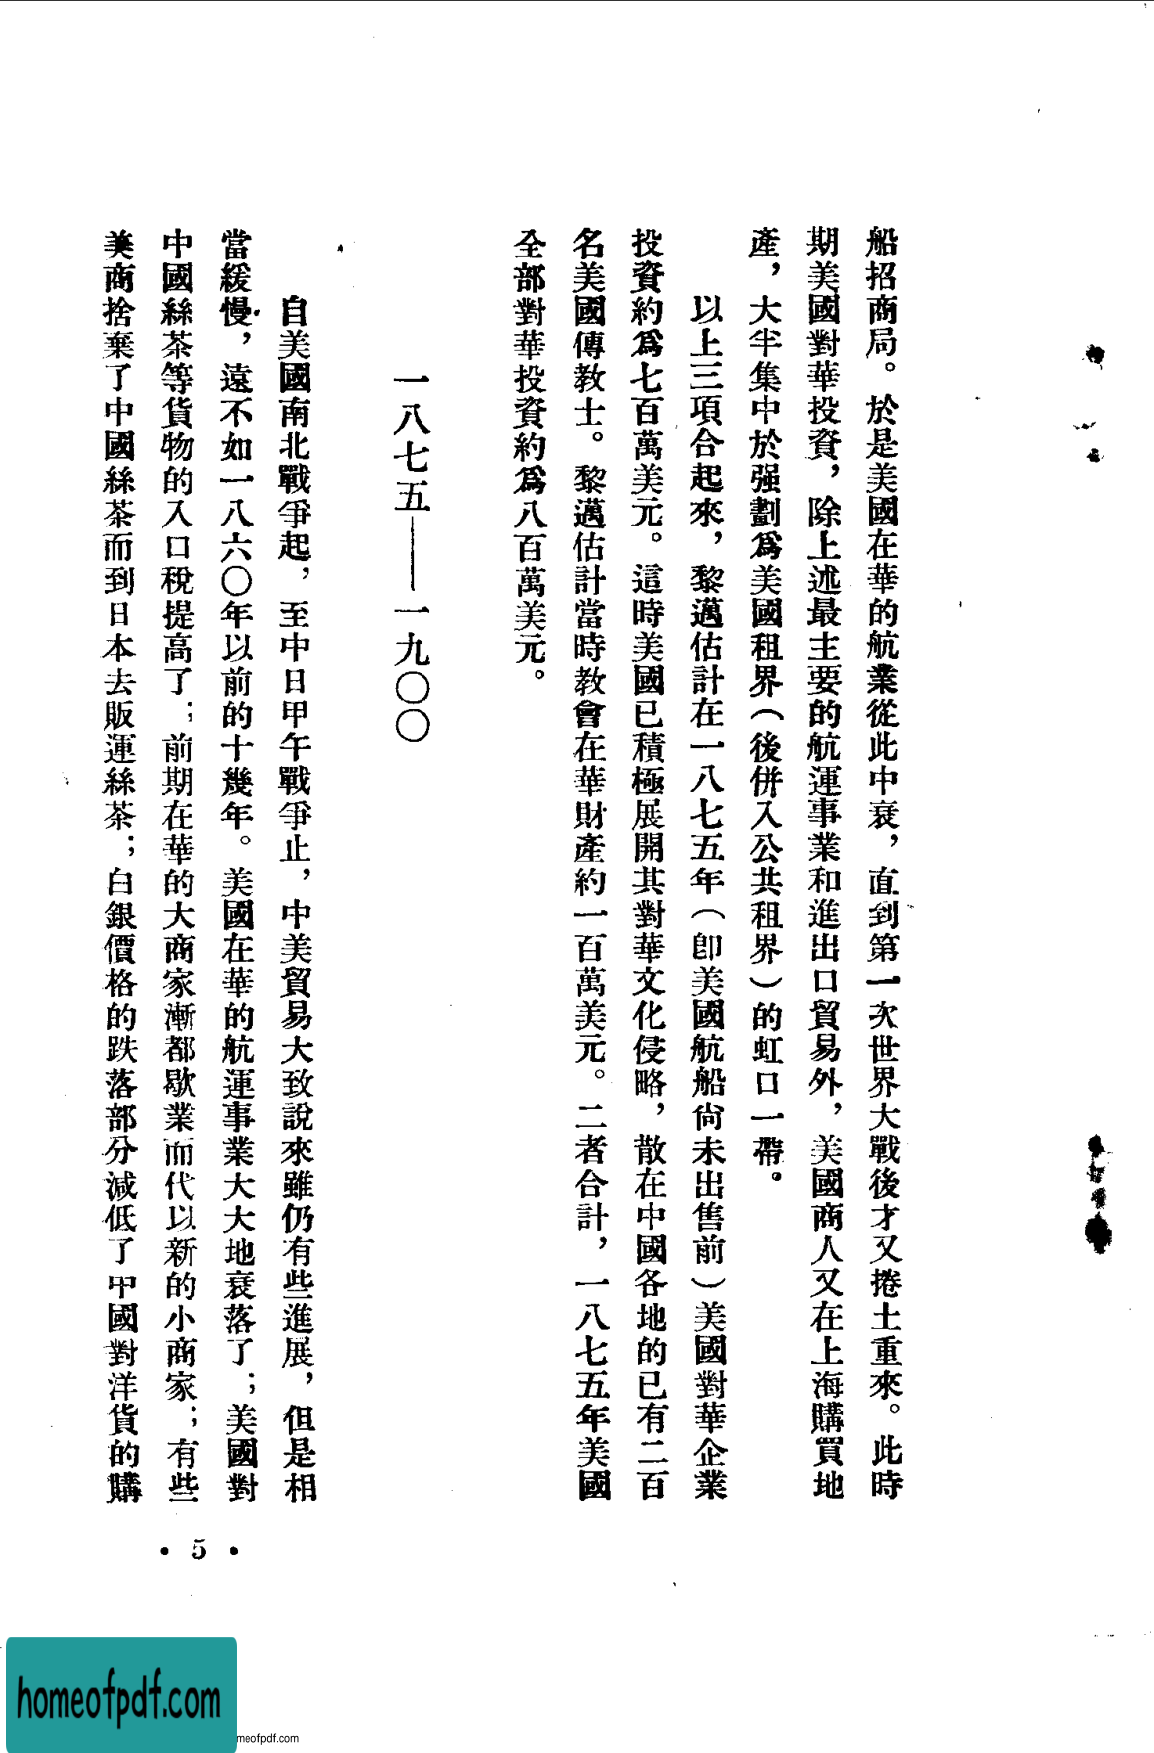 船招商局。於是美國在華的航業從此中衰，直到第一次世界大戰後才又捲土重來。此時
期美國對華投資，除上述最主要的航運事業和進出口貿易外，美國商人又在上海購買地
產，大半集中於强劃爲美國租界（後併入公共租界）的虹口一帶。
以上三項合起來，黎邁估計在一八七五年（卽美國航船尙未出售前）美國對華企業
投資約爲七百萬美元。這時美國已積極展開其對華文化侵略，散在中國各地的已有二百
名美國傳教士。黎邁估計當時教會在華財產約一百萬美元。二者合計，一八七五年美國
全部對華投資約爲八百萬美元。
一八七五——一九〇〇
自美國南北戰爭起，至中日甲午戰爭止，中美貿易大致說來雖仍有些進展，但是相
當緩慢，遠不如一八六〇年以前的十幾年。美國在華的航運事業大大地衰落了；美國對
中國絲茶等貨物的入口稅提高了；前期在華的大商家漸都歇業而代以新的小商家；有些
美商捨棄了中國絲茶而到日本去販運絲茶；白銀價格的跌落部分減低了中國對洋貨的購
• 5 •
homeofpdf.com
meofpdf.com